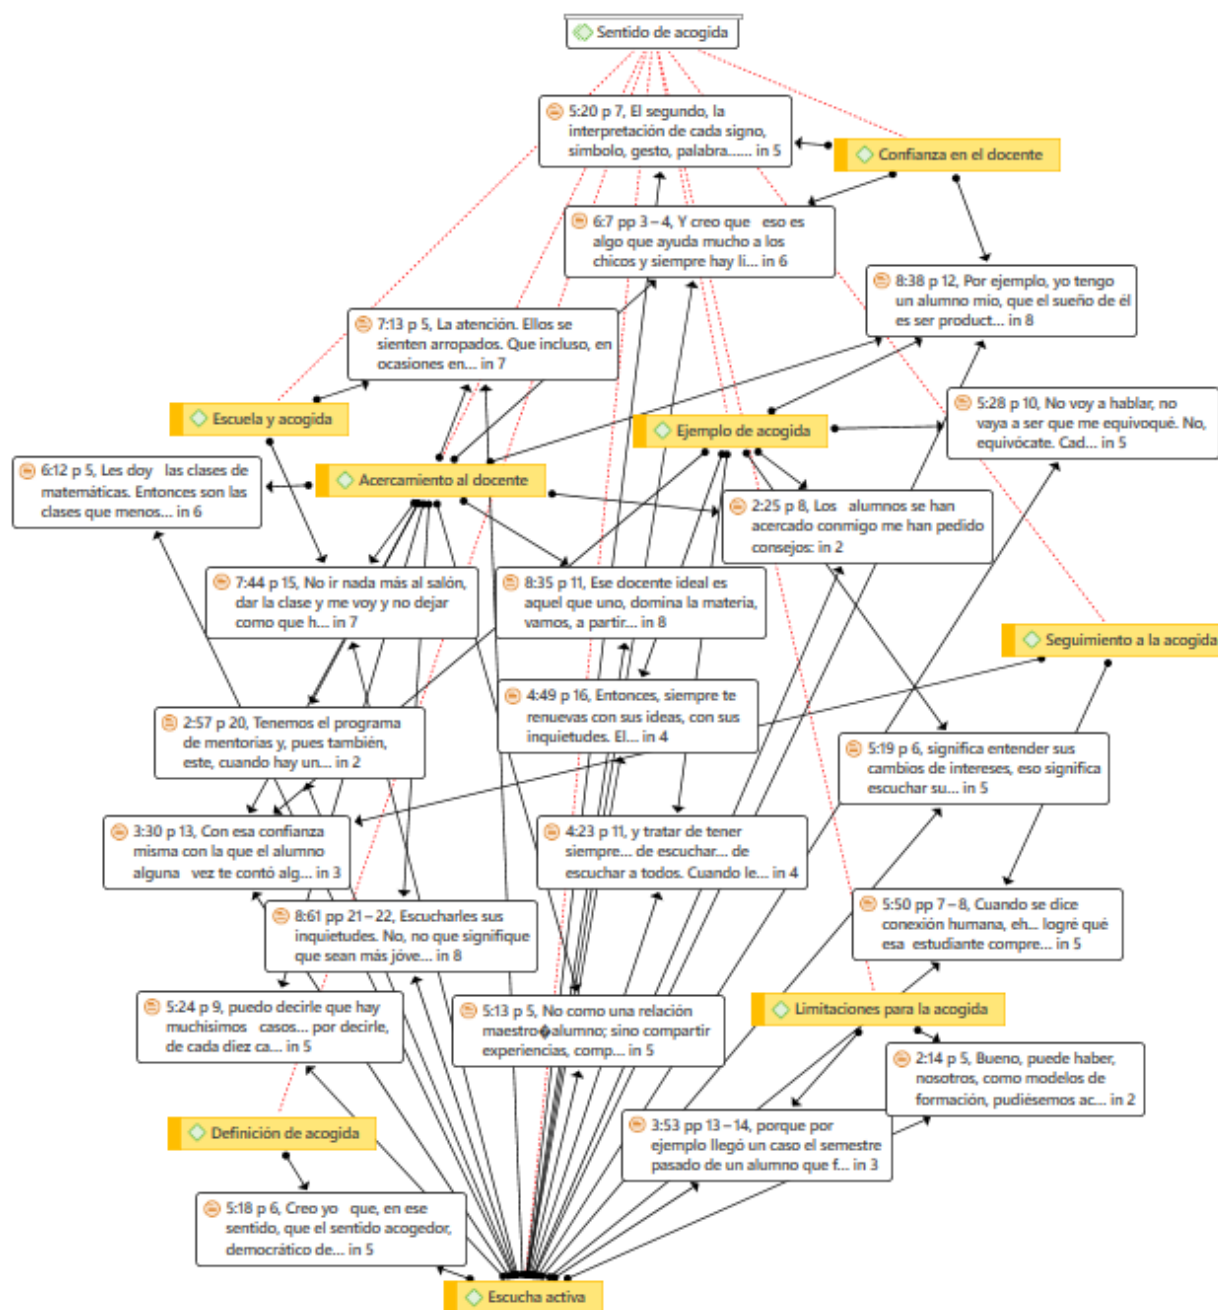 Sentido de acogida
5:20 p 7, El segundo, la
interpretación de cada signo,
símbolo, gesto, palabra…... in 5
Confianza en el docente
6:7 pp 3 – 4, Y creo que eso es
algo que ayuda mucho a los
chicos y siempre hay li... in 6
8:38 p 12, Por ejemplo, yo tengo
un alumno mío, que el sueño de él
es ser product... in 8
7:13 p 5, La atención. Ellos se
sienten arropados. Que incluso, en
ocasiones en... in 7
Escuela y acogida
Ejemplo de acogida
5:28 p 10, No voy a hablar, no
vaya a ser que me equivoqué. No,
equivócate. Cad... in 5
6:12 p 5, Les doy las clases de
matemáticas. Entonces son las
clases que menos... in 6
Acercamiento al docente
2:25 p 8, Los alumnos se han
acercado conmigo me han pedido
consejos: in 2
7:44 p 15, No ir nada más al salón,
dar la clase y me voy y no dejar
como que h... in 7
8:35 p 11, Ese docente ideal es
aquel que uno, domina la materia,
vamos, a partir... in 8
Seguimiento a la acogida
4:49 p 16, Entonces, siempre te
renuevas con sus ideas, con sus
inquietudes. El... in 4
2:57 p 20, Tenemos el programa
de mentorias y, pues también,
este, cuando hay un... in 2
5:19 p 6, significa entender sus
cambios de intereses, eso significa
escuchar su... in 5
3:30 p 13, Con esa confianza
misma con la que el alumno
alguna vez te contó alg... in 3
4:23 p 11, y tratar de tener
siempre... de escuchar... de
escuchar a todos. Cuando le... in 4
8:61 pp 21 – 22, Escucharles sus
inquietudes. No, no que signifique
que sean más jóve... in 8
5:50 pp 7 – 8, Cuando se dice
conexión humana, eh... logré qué
esa estudiante compre... in 5
5:24 p 9, puedo decirle que hay
muchísimos casos... por decirle,
de cada diez ca... in 5
5:13 p 5, No como una relación
maestro�alumno; sino compartir
experiencias, comp... in 5
Limitaciones para la acogida
2:14 p 5, Bueno, puede haber,
nosotros, como modelos de
formación, pudiésemos ac... in 2
Definición de acogida
3:53 pp 13 – 14, porque por
ejemplo llegó un caso el semestre
pasado de un alumno que f... in 3
5:18 p 6, Creo yo que, en ese
sentido, que el sentido acogedor,
democrático de... in 5
Escucha activa